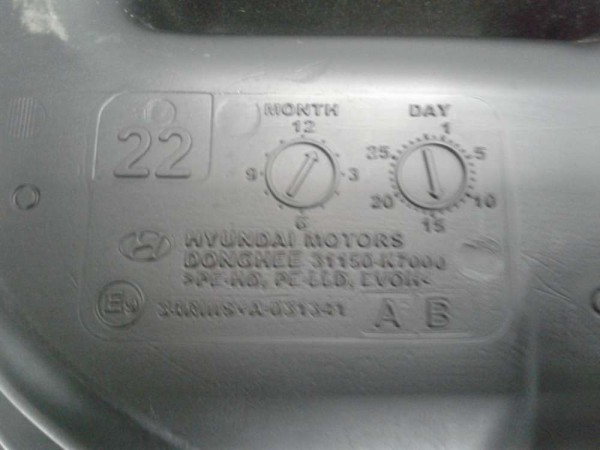 22
MONTH
12
3
6
9
DAY
1
5
10
15
20
25
HYUNDAI MOTORS
DONGHEE 31150-K7000
>PE-HD, PE-LLD, EVOH<
A B